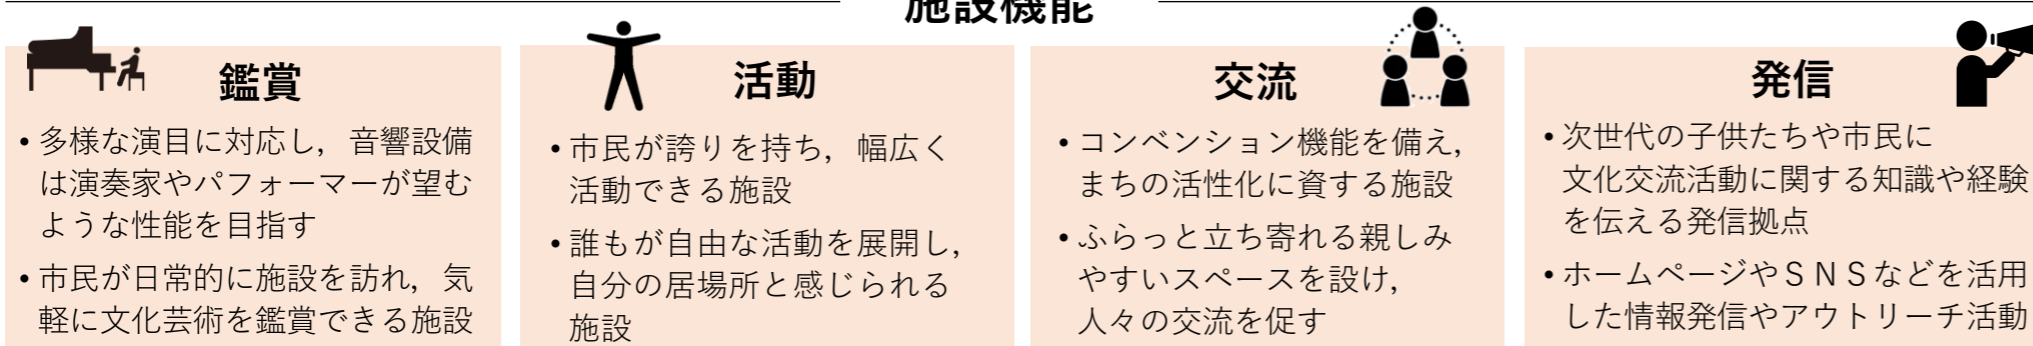 施設機能
鑑賞
• 多様な演目に対応し，音響設備
は演奏家やパフォーマーが望む
ような性能を目指す
• 市民が日常的に施設を訪れ，気
軽に文化芸術を鑑賞できる施設
活動
• 市民が誇りを持ち，幅広く
活動できる施設
• 誰もが自由な活動を展開し，
自分の居場所と感じられる
施設
交流
• コンベンション機能を備え，
まちの活性化に資する施設
• ふらっと立ち寄れる親しみ
やすいスペースを設け，
人々の交流を促す
発信
• 次世代の子供たちや市民に
文化交流活動に関する知識や経験
を伝える発信拠点
• ホームページやＳＮＳなどを活用
した情報発信やアウトリーチ活動